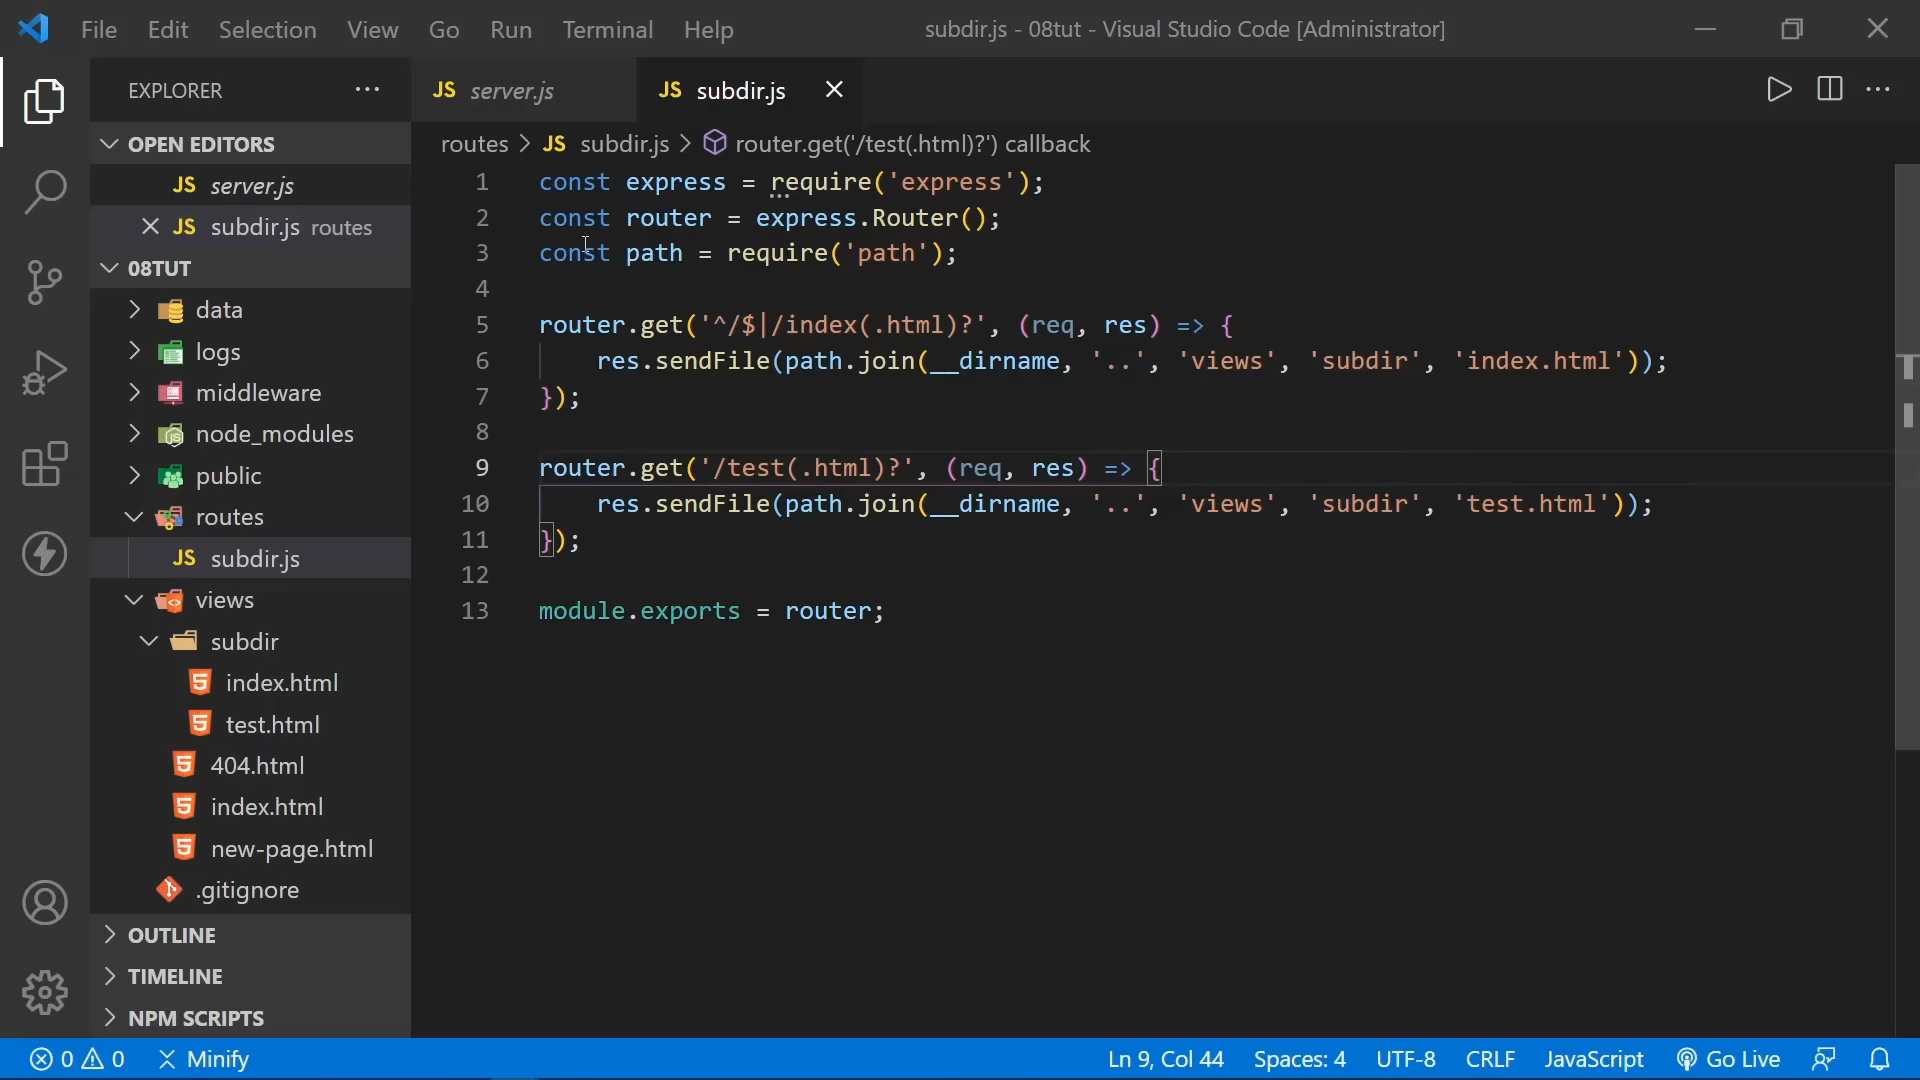 File Edit Selection View Go Run Terminal Help
subdir.js - 08tut - Visual Studio Code [Administrator]
EXPLORER
OPEN EDITORS
JS server.js
JS subdir.js routes
08TUT
data
logs
middleware
node_modules
public
routes
JS subdir.js
views
subdir
index.html
test.html
404.html
index.html
new-page.html
.gitignore
OUTLINE
TIMELINE
NPM SCRIPTS
JS server.js
JS subdir.js
routes > JS subdir.js > router.get('/test(.html)?') callback
1 const express = require('express');
2 const router = express.Router();
3 const path = require('path');
4
5 router.get('^/$|/index(.html)?', (req, res) => {
6 res.sendFile(path.join(__dirname, '..', 'views', 'subdir', 'index.html'));
7 });
8
9 router.get('/test(.html)?', (req, res) => {
10 res.sendFile(path.join(__dirname, '..', 'views', 'subdir', 'test.html'));
11 });
12
13 module.exports = router;
0 0 Minify
Ln 9, Col 44 Spaces: 4 UTF-8 CRLF JavaScript Go Live